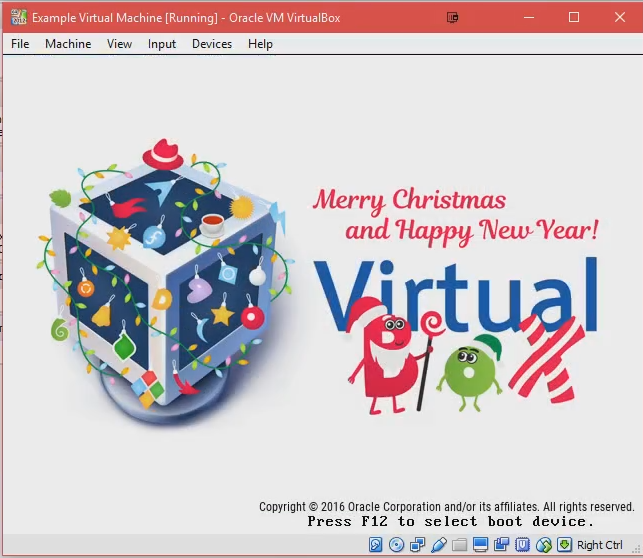 Example Virtual Machine [Running] - Oracle VM VirtualBox
File Machine View Input Devices Help
Merry Christmas
and Happy New Year!
Virtual
BOX
Copyright © 2016 Oracle Corporation and/or its affiliates. All rights reserved.
Press F12 to select boot device.
Right Ctrl